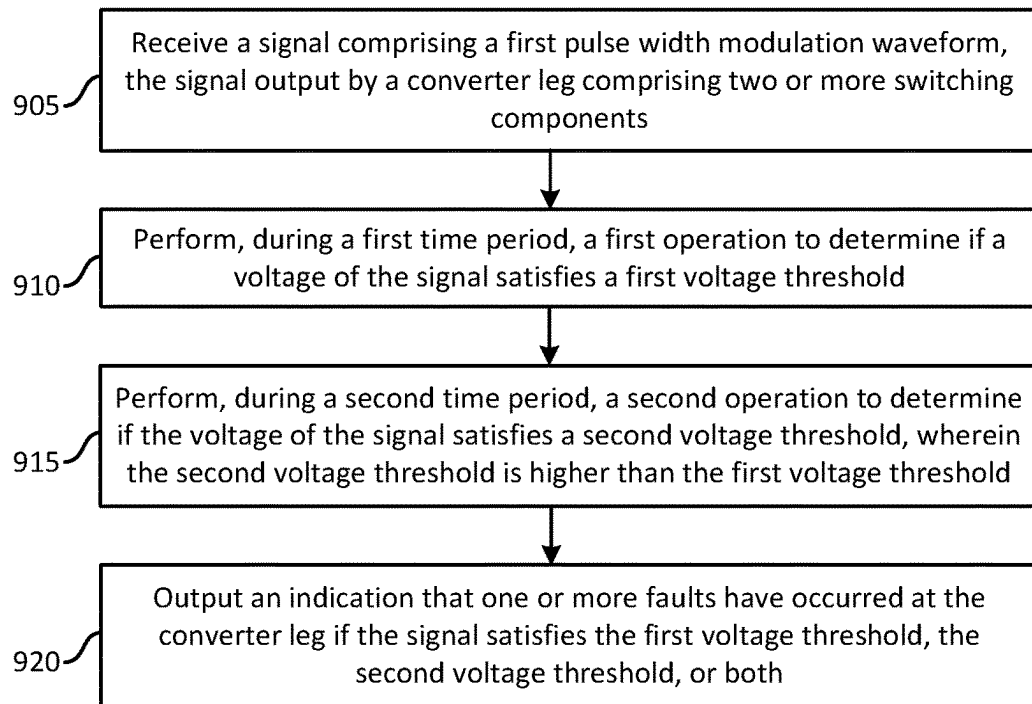 Receive a signal comprising a first pulse width modulation waveform,
the signal output by a converter leg comprising two or more switching
components
905
Perform, during a first time period, a first operation to determine if a
voltage of the signal satisfies a first voltage threshold
910
Perform, during a second time period, a second operation to determine
if the voltage of the signal satisfies a second voltage threshold, wherein
the second voltage threshold is higher than the first voltage threshold
915
Output an indication that one or more faults have occurred at the
converter leg if the signal satisfies the first voltage threshold, the
second voltage threshold, or both
920